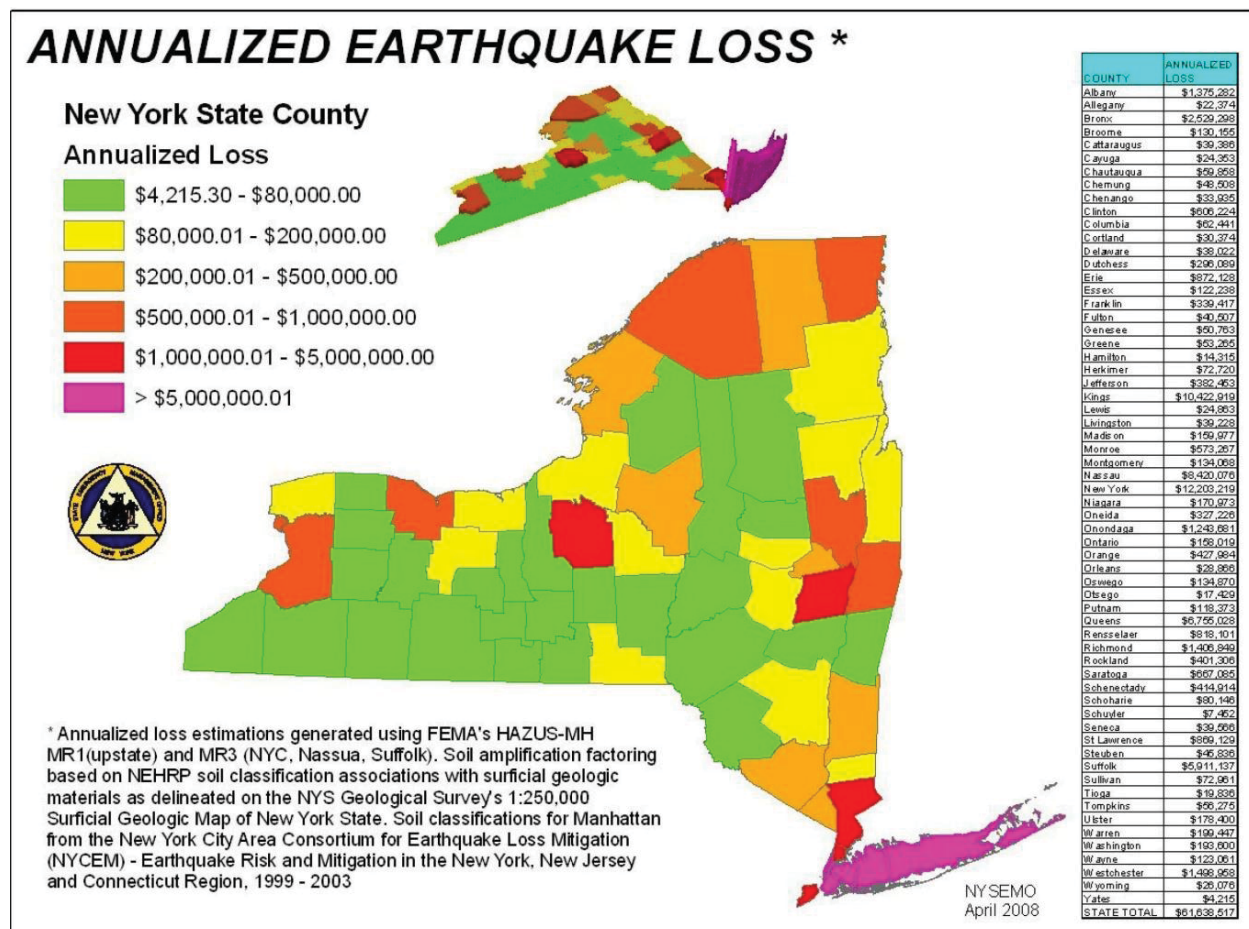 ANNUALIZED EARTHQUAKE LOSS *
New York State County
Annualized Loss
$4,215.30 - $80,000.00
$80,000.01 - $200,000.00
$200,000.01 - $500,000.00
$500,000.01 - $1,000,000.00
$1,000,000.01 - $5,000,000.00
> $5,000,000.01
NEW YORK
* Annualized loss estimations generated using FEMA's HAZUS-MH
MR1(upstate) and MR3 (NYC, Nassua, Suffolk). Soil amplification factoring
based on NEHRP soil classification associations with surficial geologic
materials as delineated on the NYS Geological Survey's 1:250,000
Surficial Geologic Map of New York State. Soil classifications for Manhattan
from the New York City Area Consortium for Earthquake Loss Mitigation
(NYCEM) - Earthquake Risk and Mitigation in the New York, New Jersey
and Connecticut Region, 1999 - 2003
NYSEMO
April 2008
COUNTY ANNUALIZED LOSS
Albany $1,375,282
Allegany $22,374
Bronx $2,529,298
Broome $130,155
Cattaraugus $39,386
Cayuga $24,353
Chautauqua $59,858
Chemung $48,508
Chenango $33,935
Clinton $606,224
Columbia $62,441
Cortland $30,374
Delaware $38,022
Dutchess $296,089
Erie $872,128
Essex $122,238
Franklin $339,417
Fulton $40,507
Genesee $50,763
Greene $53,265
Hamilton $14,315
Herkimer $72,720
Jefferson $382,453
Kings $10,422,919
Lewis $24,863
Livingston $39,228
Madison $159,977
Monroe $573,267
Montgomery $134,068
Nassau $8,420,076
New York $12,203,219
Niagara $170,973
Oneida $327,226
Onondaga $1,243,681
Ontario $158,019
Orange $427,984
Orleans $28,866
Oswego $134,870
Otsego $17,429
Putnam $118,373
Queens $6,755,028
Rensselaer $818,101
Richmond $1,406,849
Rockland $401,306
Saratoga $667,085
Schenectady $414,914
Schoharie $80,146
Schuyler $7,452
Seneca $39,566
St Lawrence $869,129
Steuben $46,836
Suffolk $5,911,137
Sullivan $72,961
Tioga $19,836
Tompkins $56,275
Ulster $178,400
Warren $199,447
Washington $193,600
Wayne $123,061
Westchester $1,498,958
Wyoming $26,076
Yates $4,215
STATE TOTAL $61,638,517